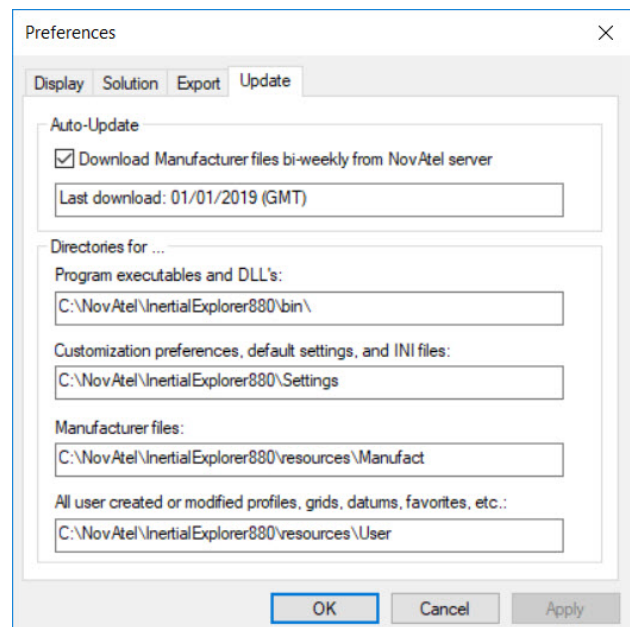 Preferences
Display Solution Export Update
Auto-Update
Download Manufacturer files bi-weekly from NovAtel server
Last download: 01/01/2019 (GMT)
Directories for ...
Program executables and DLL's:
C:\NovAtel\InertialExplorer880\bin\
Customization preferences, default settings, and INI files:
C:\NovAtel\InertialExplorer880\Settings
Manufacturer files:
C:\NovAtel\InertialExplorer880\resources\Manufact
All user created or modified profiles, grids, datums, favorites, etc.:
C:\NovAtel\InertialExplorer880\resources\User
OK Cancel Apply